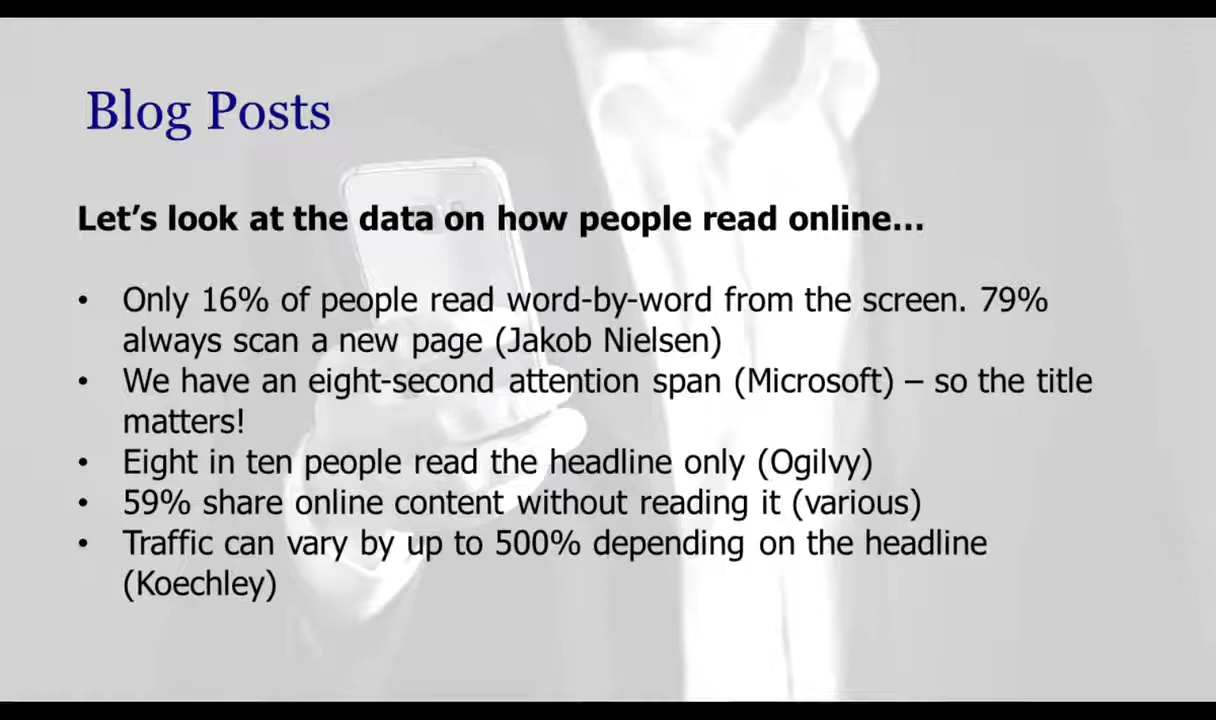 Blog Posts
Let’s look at the data on how people read online…
• Only 16% of people read word-by-word from the screen. 79%
always scan a new page (Jakob Nielsen)
• We have an eight-second attention span (Microsoft) – so the title
matters!
• Eight in ten people read the headline only (Ogilvy)
• 59% share online content without reading it (various)
• Traffic can vary by up to 500% depending on the headline
(Koechley)